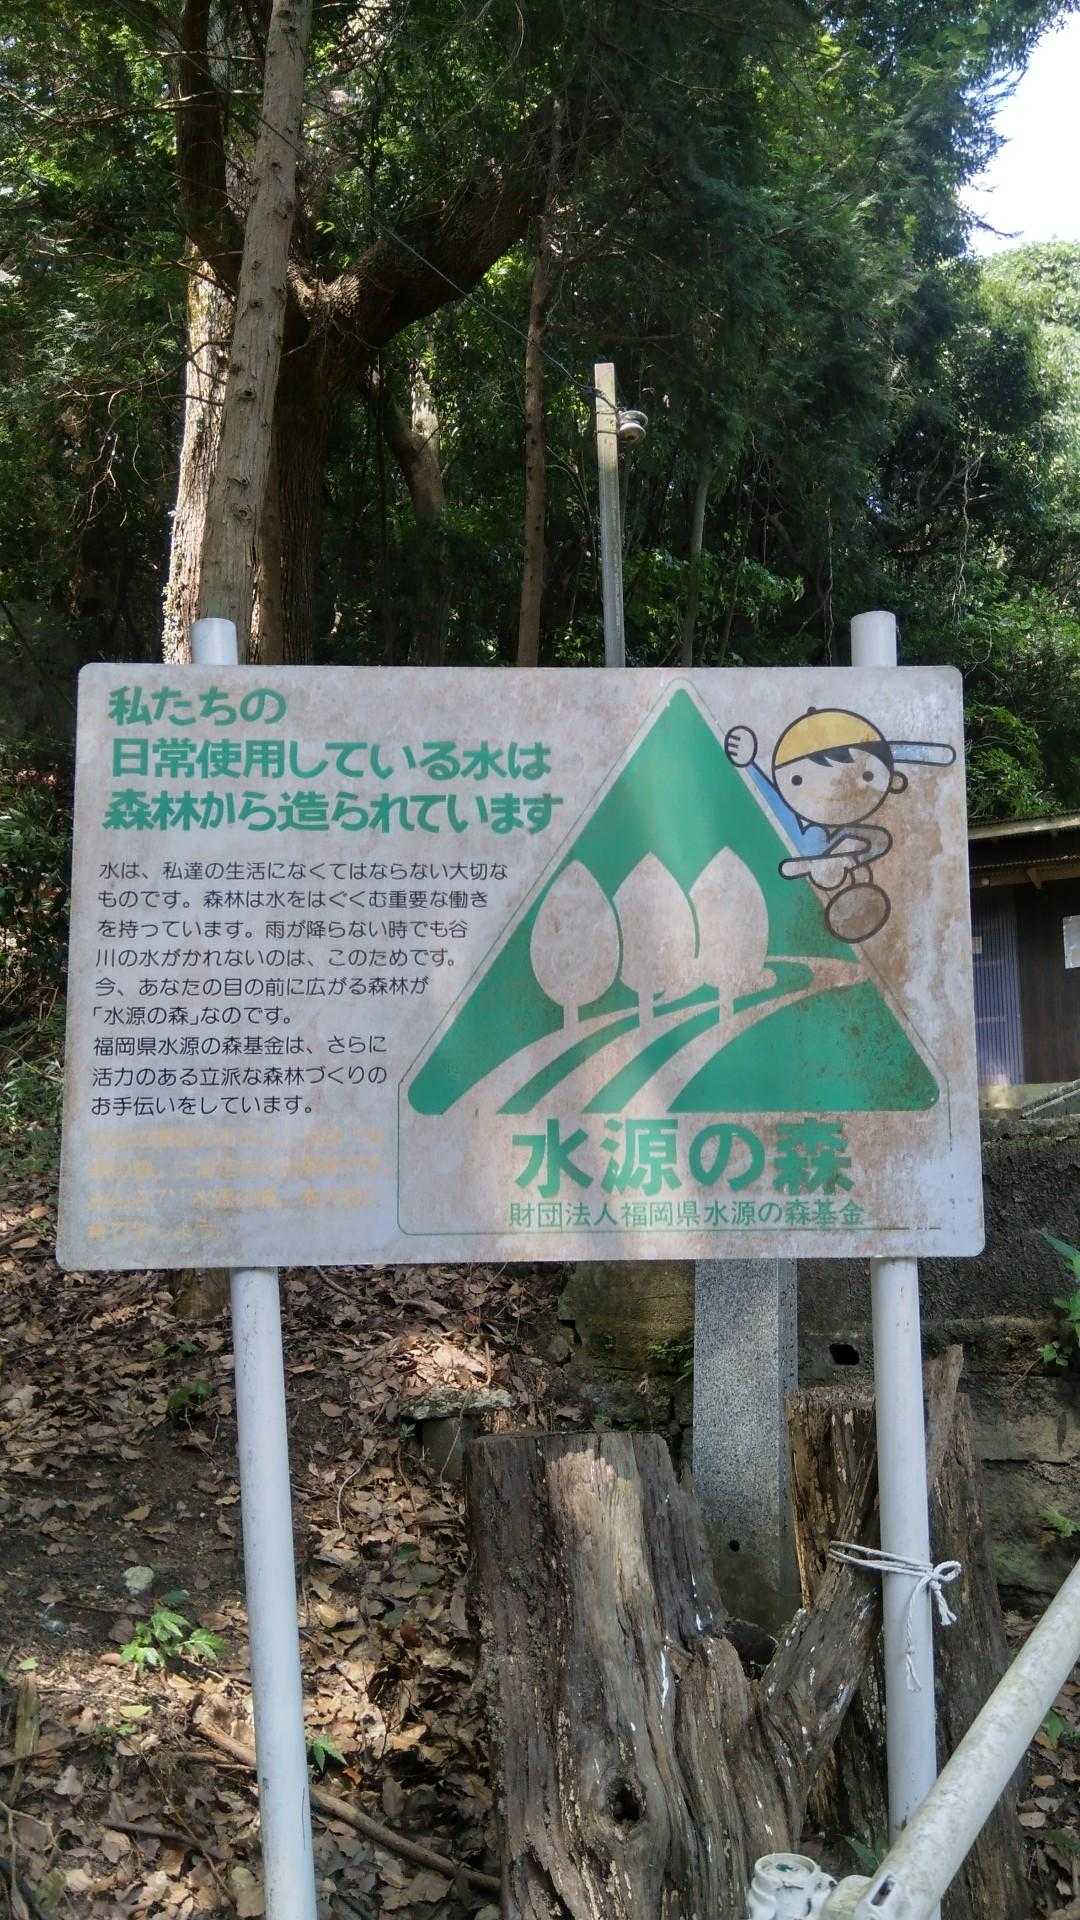 私たちの
日常使用している水は
森林から造られています
水は、私達の生活になくてはならない大切な
ものです。森林は水をはぐくむ重要な働き
を持っています。雨が降らない時でも谷
川の水がかれないのは、このためです。
今、あなたの目の前に広がる森林が
「水源の森」なのです。
福岡県水源の森基金は、さらに
活力のある立派な森林づくりの
お手伝いをしています。
水源の森
財団法人福岡県水源の森基金